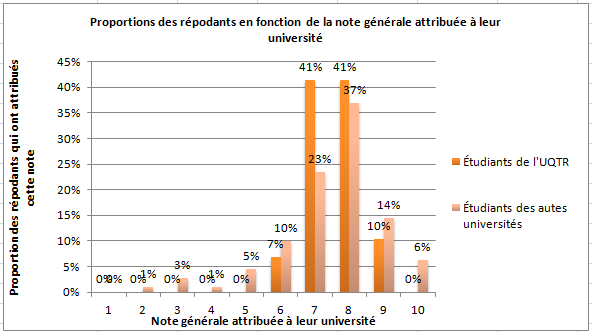 Proportions des répodants en fonction de la note générale attribuée à leur
université
Proportion des répodants qui ont attribués
cette note
45%
40%
35%
30%
25%
20%
15%
10%
5%
0%
0% 0% 0% 1% 0% 3% 0% 1% 0% 5% 7% 10% 41% 23% 41% 37% 10% 14% 0% 6%
1 2 3 4 5 6 7 8 9 10
Note générale attribuée à leur université
Étudiants de l'UQTR
Étudiants des autes
universités